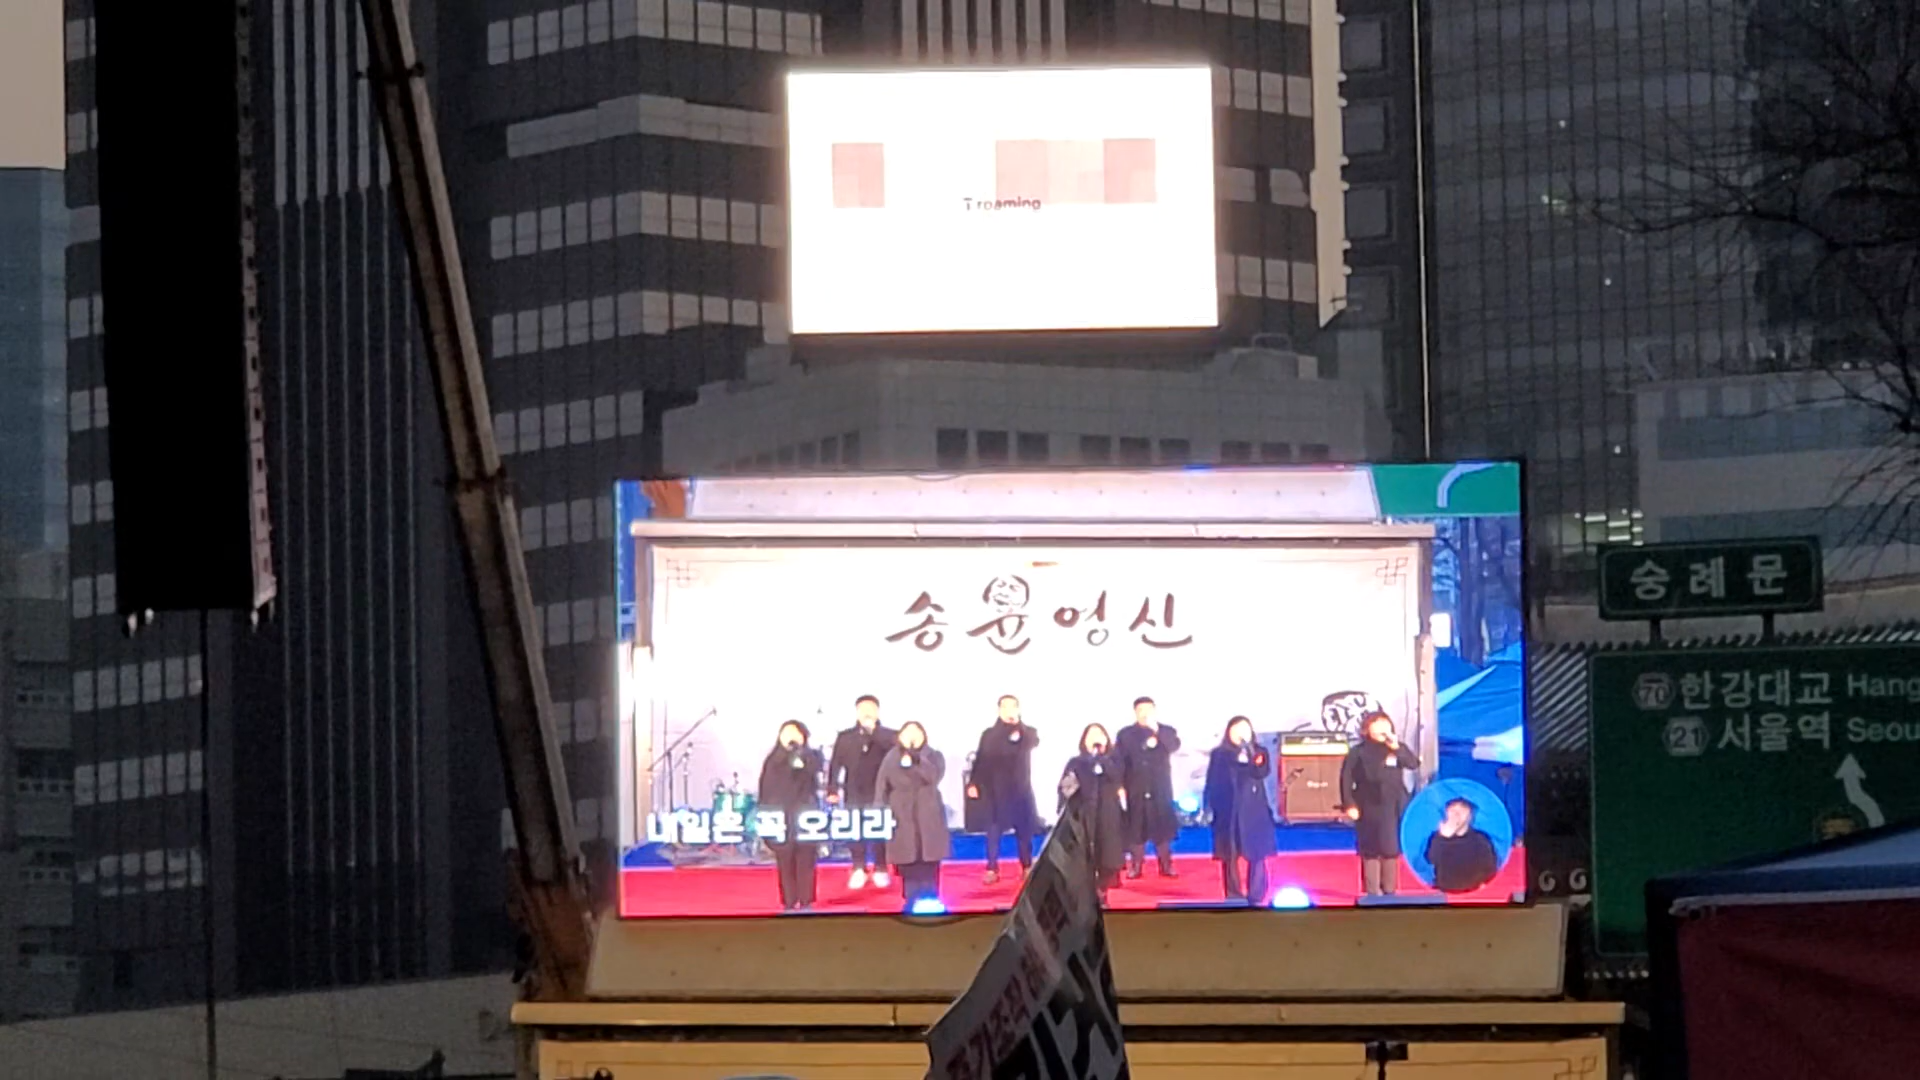 T roaming
송윤영신
내일은 꼭 오리라
숭례문
70 한강대교 Hang
21 서울역 Seou